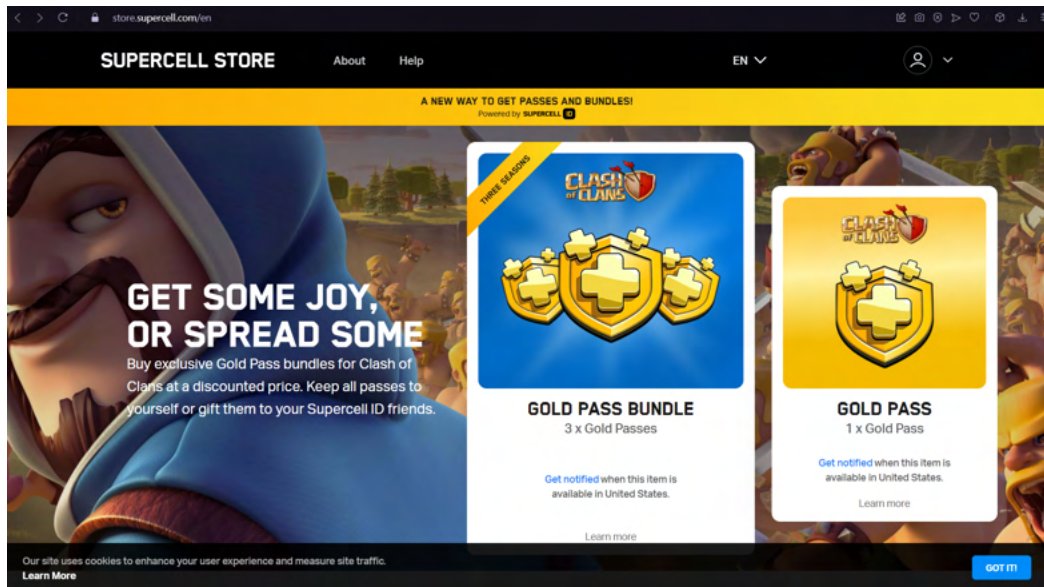 store.supercell.com/en
SUPERCELL STORE
About
Help
EN
A NEW WAY TO GET PASSES AND BUNDLES!
Powered by SUPERCELL ID
THREE SEASONS
CLASH
OF CLANS
CLASH
OF CLANS
GET SOME JOY,
OR SPREAD SOME
Buy exclusive Gold Pass bundles for Clash of
Clans at a discounted price. Keep all passes to
yourself or gift them to your Supercell ID friends.
GOLD PASS BUNDLE
3 x Gold Passes
Get notified when this item is
available in United States.
Learn more
GOLD PASS
1 x Gold Pass
Get notified when this item is
available in United States.
Learn more
Our site uses cookies to enhance your user experience and measure site traffic.
Learn More
GOT IT!